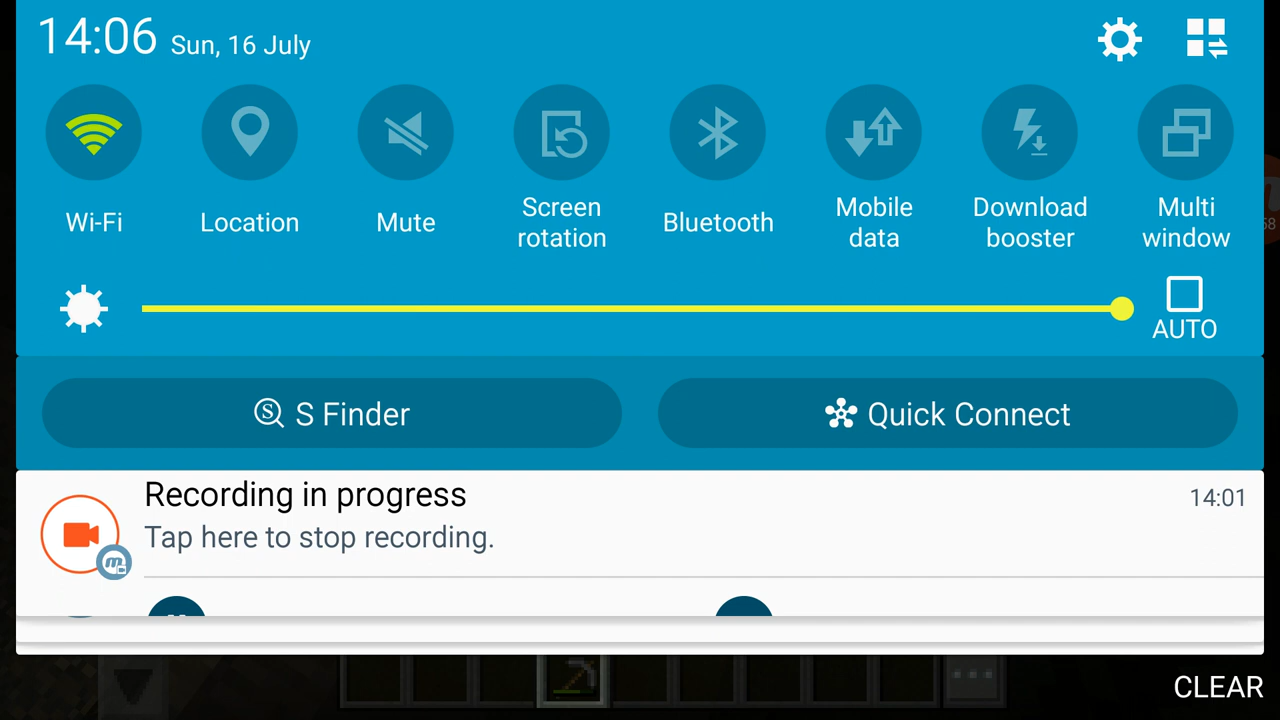 14:06 Sun, 16 July
Wi-Fi
Location
Mute
Screen
rotation
Bluetooth
Mobile
data
Download
booster
Multi
window
AUTO
S Finder
Quick Connect
Recording in progress
14:01
Tap here to stop recording.
CLEAR